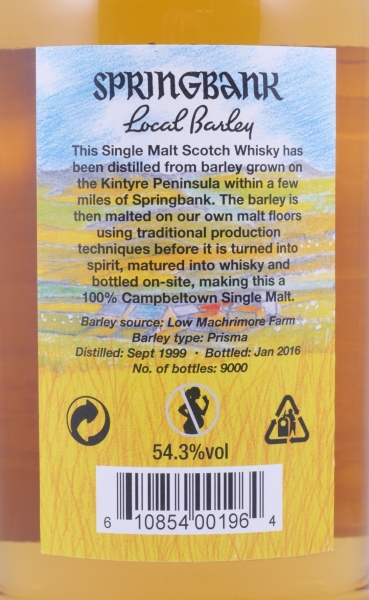 SPRINGBANK
Local Barley
This Single Malt Scotch Whisky has
been distilled from barley grown on
the Kintyre Peninsula within a few
miles of Springbank. The barley is
then malted on our own malt floors
using traditional production
techniques before it is turned into
spirit, matured into whisky and
bottled on-site, making this a
100% Campbeltown Single Malt.
Barley source: Low Machrimore Farm
Barley type: Prisma
Distilled: Sept 1999 • Bottled: Jan 2016
No. of bottles: 9000
54.3%vol
6 10854 00196 4